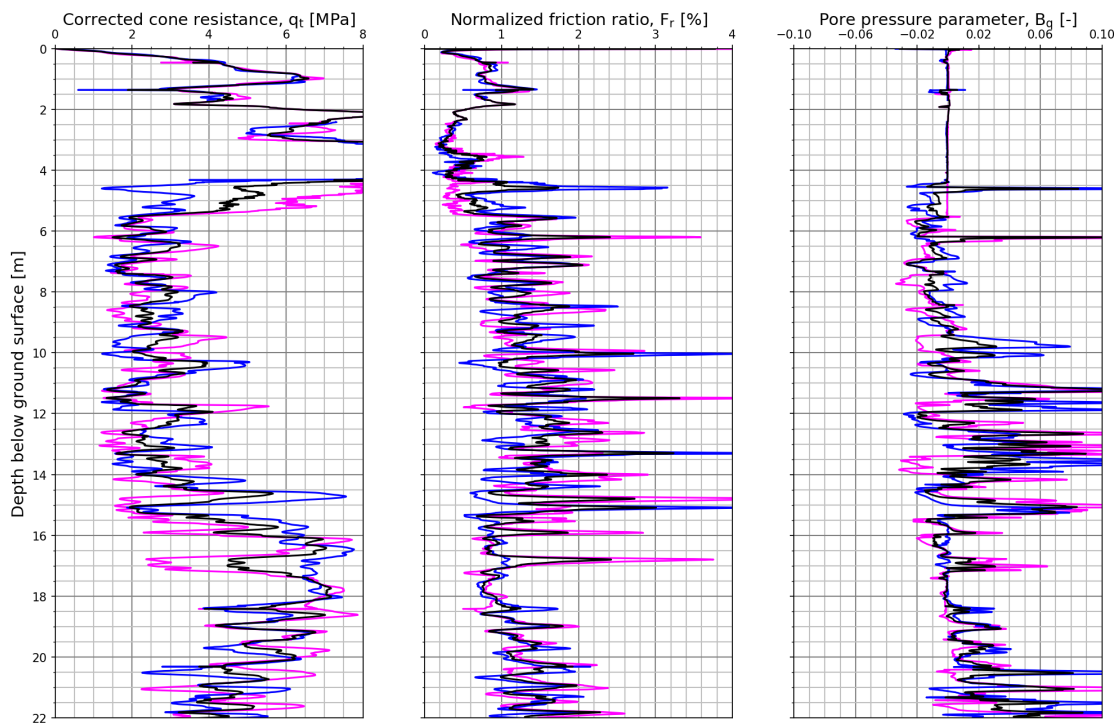 Corrected cone resistance, qt [MPa]
Normalized friction ratio, Fr [%]
Pore pressure parameter, Bq [-]
0 2 4 6 8
0 1 2 3 4
−0.10 −0.06 −0.02 0.02 0.06 0.10
0
2
4
6
8
10
12
14
16
18
20
22
Depth below ground surface [m]